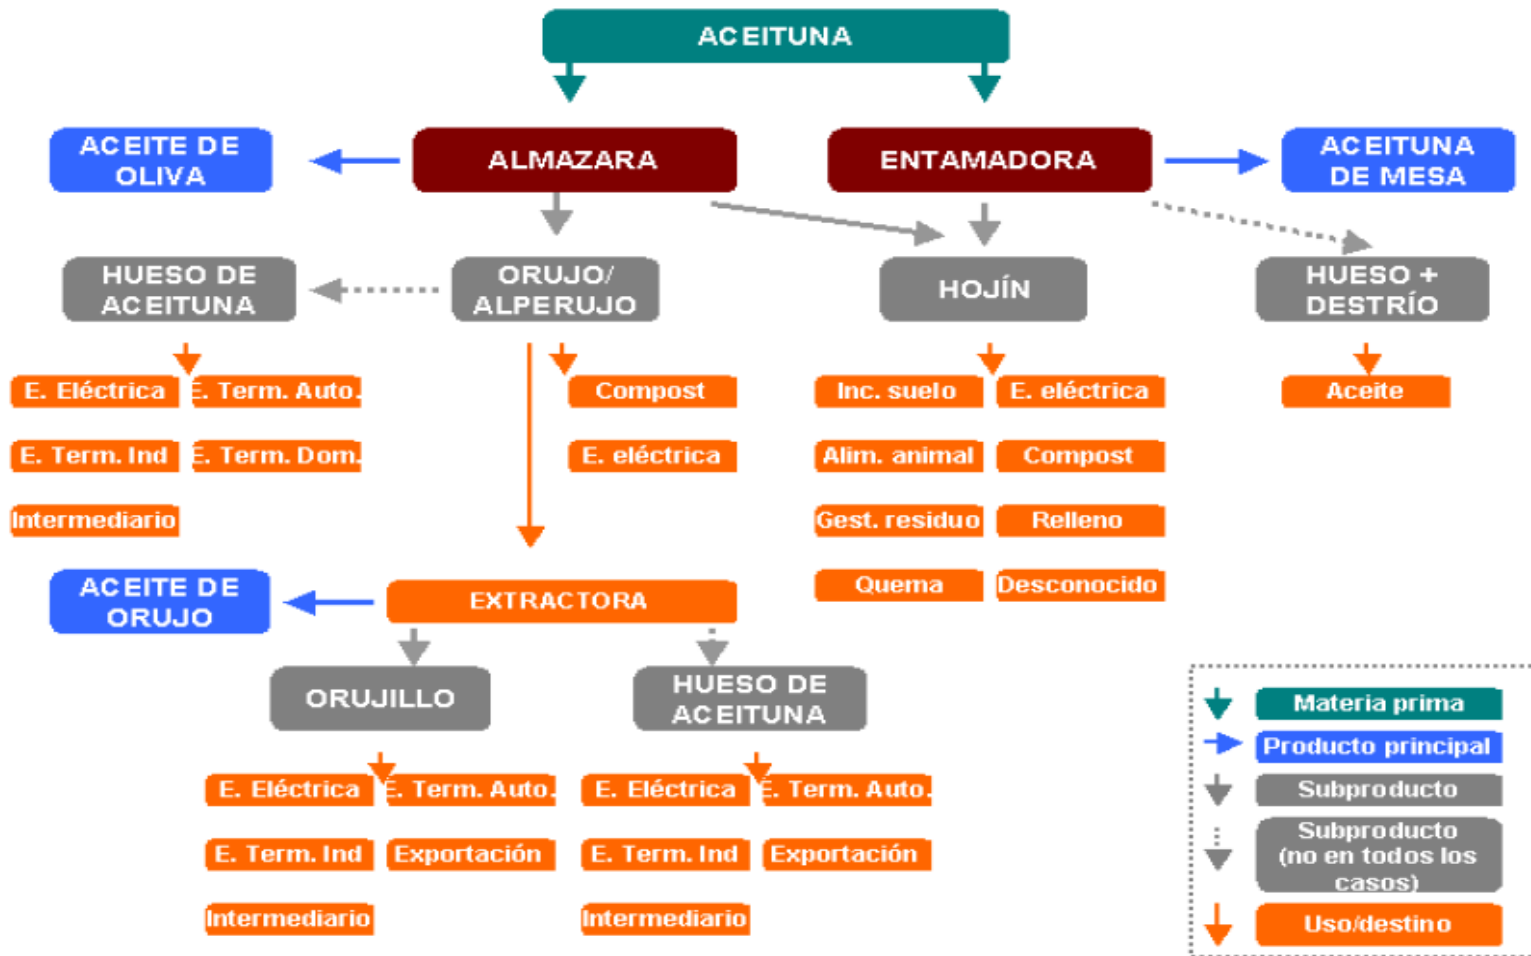 ACEITUNA
ACEITE DE
OLIVA
ALMAZARA
ENTAMADORA
ACEITUNA
DE MESA
HUESO DE
ACEITUNA
ORUJO/
ALPERUJO
HOJÍN
HUESO +
DESTRÍO
E. Eléctrica
E. Term. Auto.
E. Term. Ind
E. Term. Dom.
Intermediario
Compost
E. eléctrica
Inc. suelo
E. eléctrica
Alim. animal
Compost
Gest. residuo
Relleno
Quema
Desconocido
Aceite
ACEITE DE
ORUJO
EXTRACTORA
ORUJILLO
HUESO DE
ACEITUNA
E. Eléctrica
E. Term. Auto.
E. Term. Ind
Exportación
Intermediario
E. Eléctrica
E. Term. Auto.
E. Term. Ind
Exportación
Intermediario
Materia prima
Producto principal
Subproducto
Subproducto
(no en todos los
casos)
Uso/destino